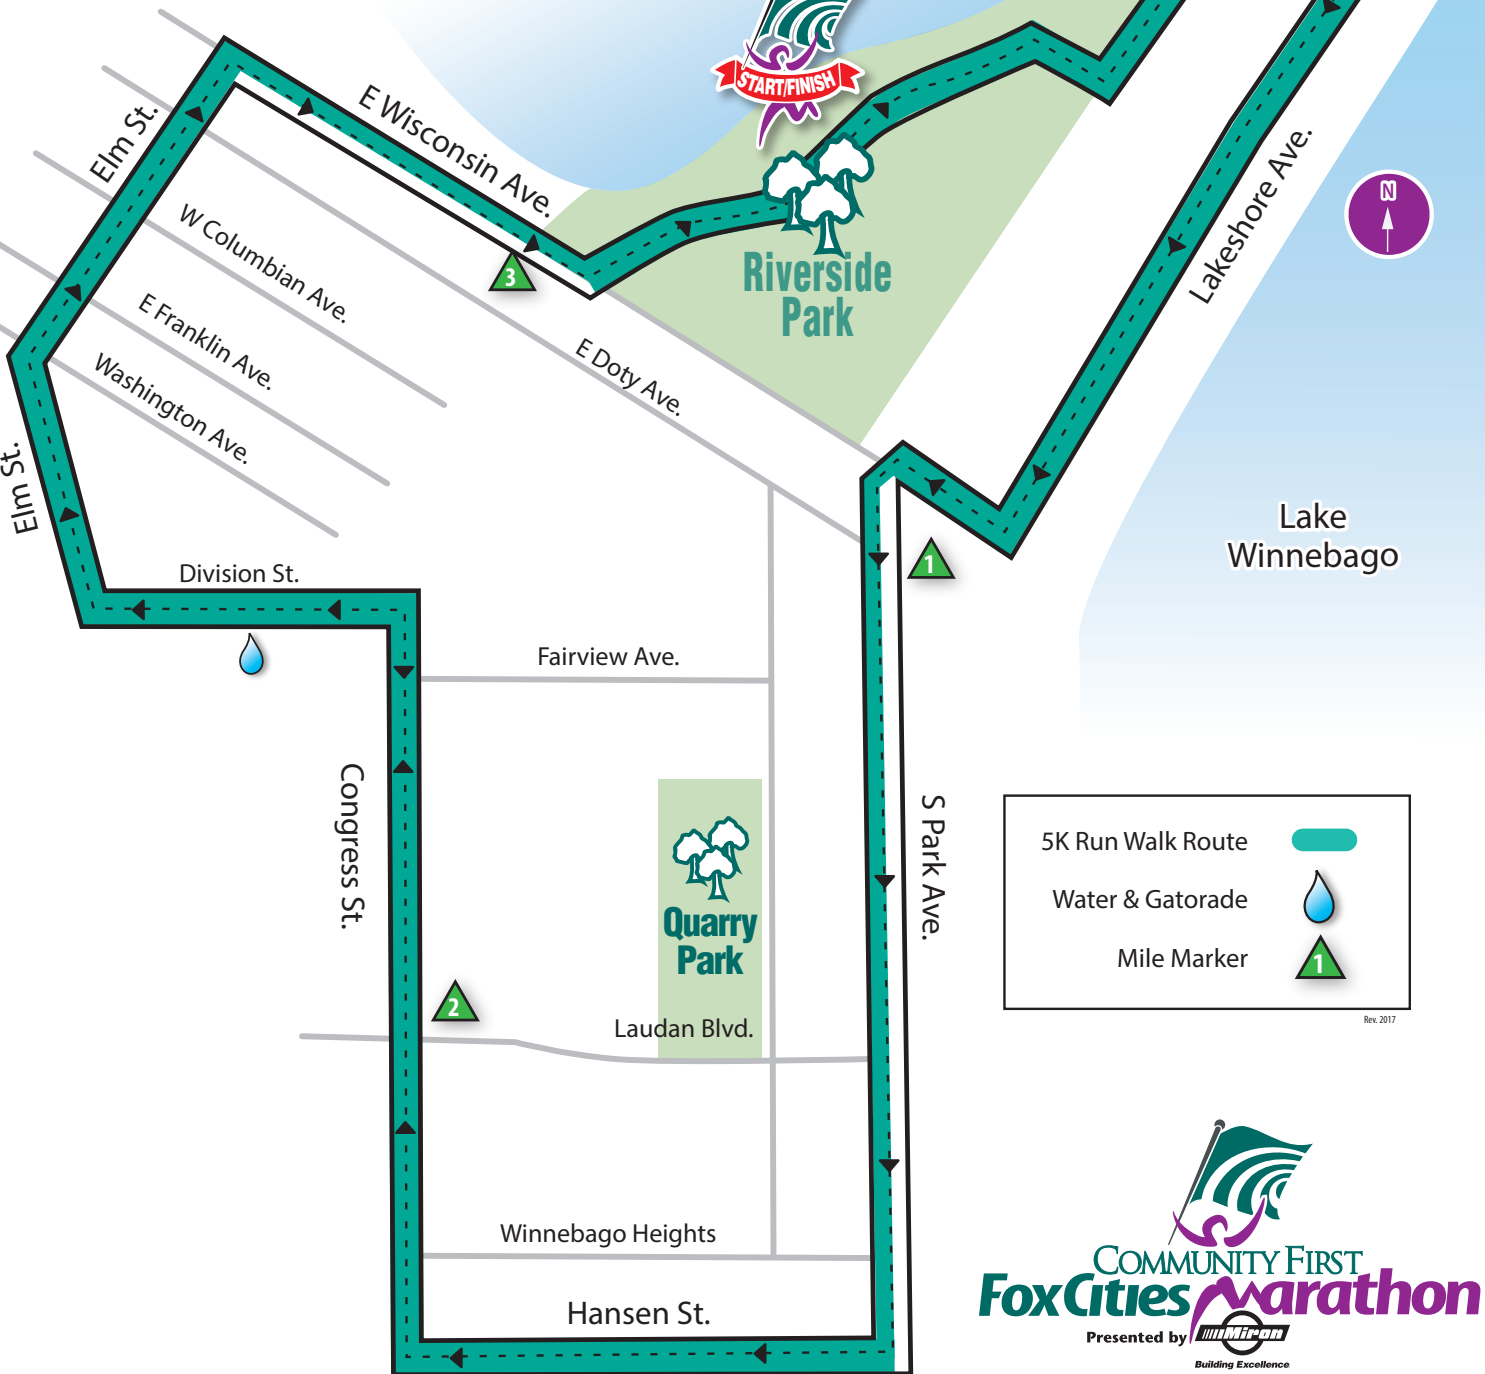 START/FINISH
Elm St.
E Wisconsin Ave.
N
Lakeshore Ave.
W Columbian Ave.
3
Riverside
Park
E Franklin Ave.
E Doty Ave.
Washington Ave.
Elm St.
Lake
Winnebago
1
Division St.
Fairview Ave.
Congress St.
S Park Ave.
5K Run Walk Route
Water & Gatorade
Mile Marker
1
Quarry
Park
2
Laudan Blvd.
Rev. 2017
Winnebago Heights
Hansen St.
COMMUNITY FIRST
FoxCities Marathon
Presented by Miron
Building Excellence